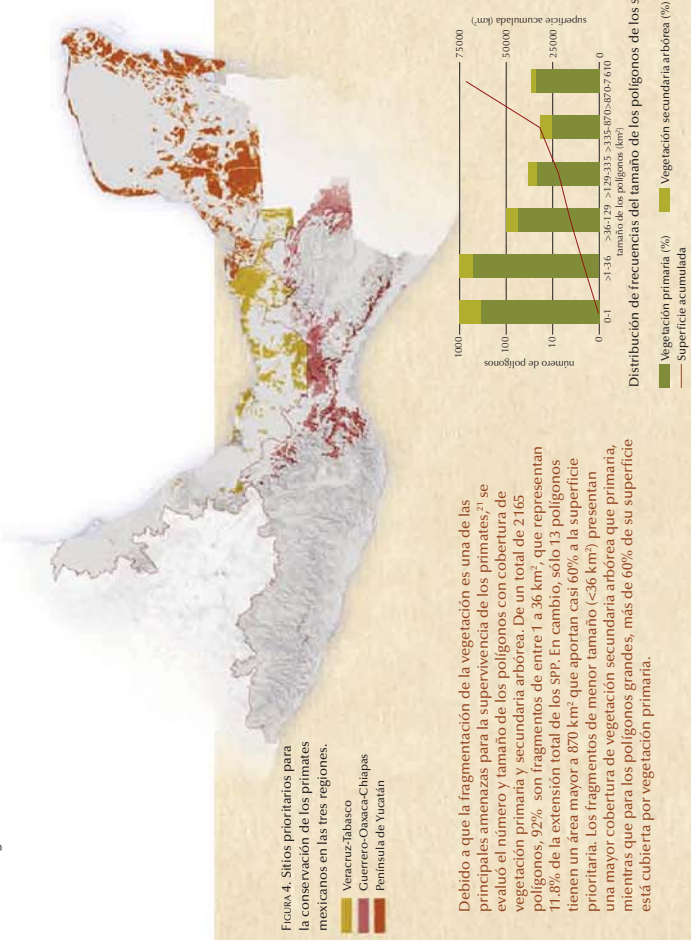 FIGURA 4. Sitios prioritarios para
la conservación de los primates
mexicanos en las tres regiones.
Veracruz-Tabasco
Guerrero-Oaxaca-Chiapas
Península de Yucatán
Debido a que la fragmentación de la vegetación es una de las
principales amenazas para la supervivencia de los primates,²¹ se
evaluó el número y tamaño de los polígonos con cobertura de
vegetación primaria y secundaria arbórea. De un total de 2 165
polígonos, 92% son fragmentos de entre 1 a 36 km², que representan
11.8% de la extensión total de los SPP. En cambio, sólo 13 polígonos
tienen un área mayor a 870 km² que aportan casi 60% a la superficie
prioritaria. Los fragmentos de menor tamaño (<36 km²) presentan
una mayor cobertura de vegetación secundaria arbórea que primaria,
mientras que para los polígonos grandes, más de 60% de su superficie
está cubierta por vegetación primaria.
número de polígonos
1000
100
10
0
75000
50000
25000
0
superficie acumulada (km²)
0-1 >1-36 >36-129 >129-335 >335-870 >870-7 610
tamaño de los polígonos (km²)
Distribución de frecuencias del tamaño de los polígonos de los s
Vegetación primaria (%)
Vegetación secundaria arbórea (%)
Superficie acumulada